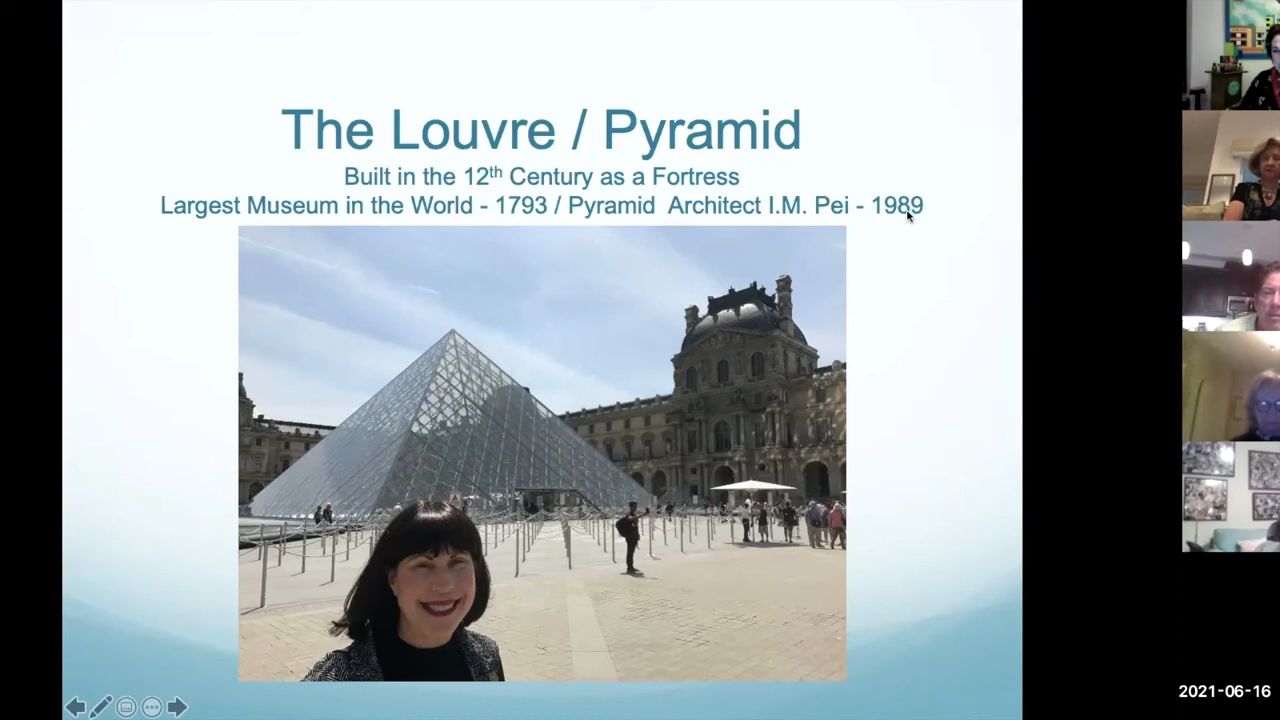 The Louvre / Pyramid
Built in the 12th Century as a Fortress
Largest Museum in the World - 1793 / Pyramid Architect I.M. Pei - 1989
2021-06-16